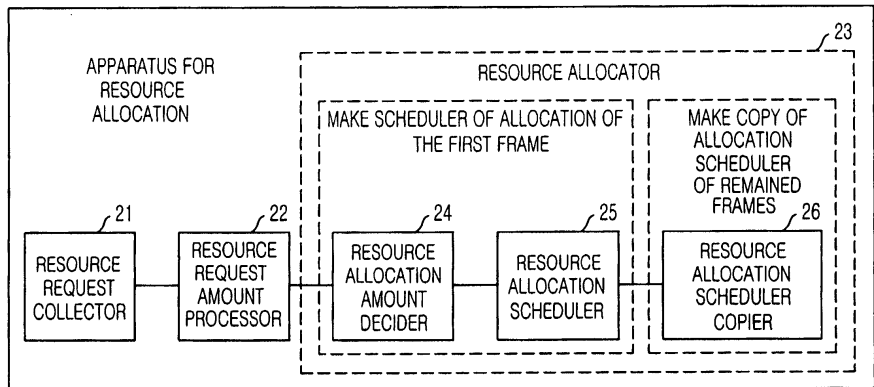 23
APPARATUS FOR
RESOURCE
ALLOCATION
RESOURCE ALLOCATOR
MAKE SCHEDULER OF ALLOCATION OF
THE FIRST FRAME
MAKE COPY OF
ALLOCATION
SCHEDULER
OF REMAINED
FRAMES
21
RESOURCE
REQUEST
COLLECTOR
22
RESOURCE
REQUEST
AMOUNT
PROCESSOR
24
RESOURCE
ALLOCATION
AMOUNT
DECIDER
25
RESOURCE
ALLOCATION
SCHEDULER
26
RESOURCE
ALLOCATION
SCHEDULER
COPIER